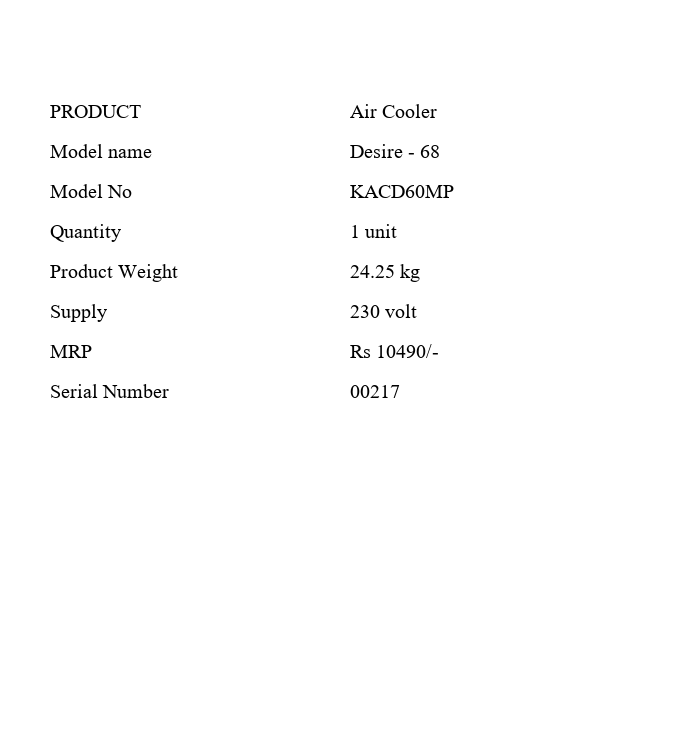 PRODUCT Air Cooler
Model name Desire - 68
Model No KACD60MP
Quantity 1 unit
Product Weight 24.25 kg
Supply 230 volt
MRP Rs 10490/-
Serial Number 00217